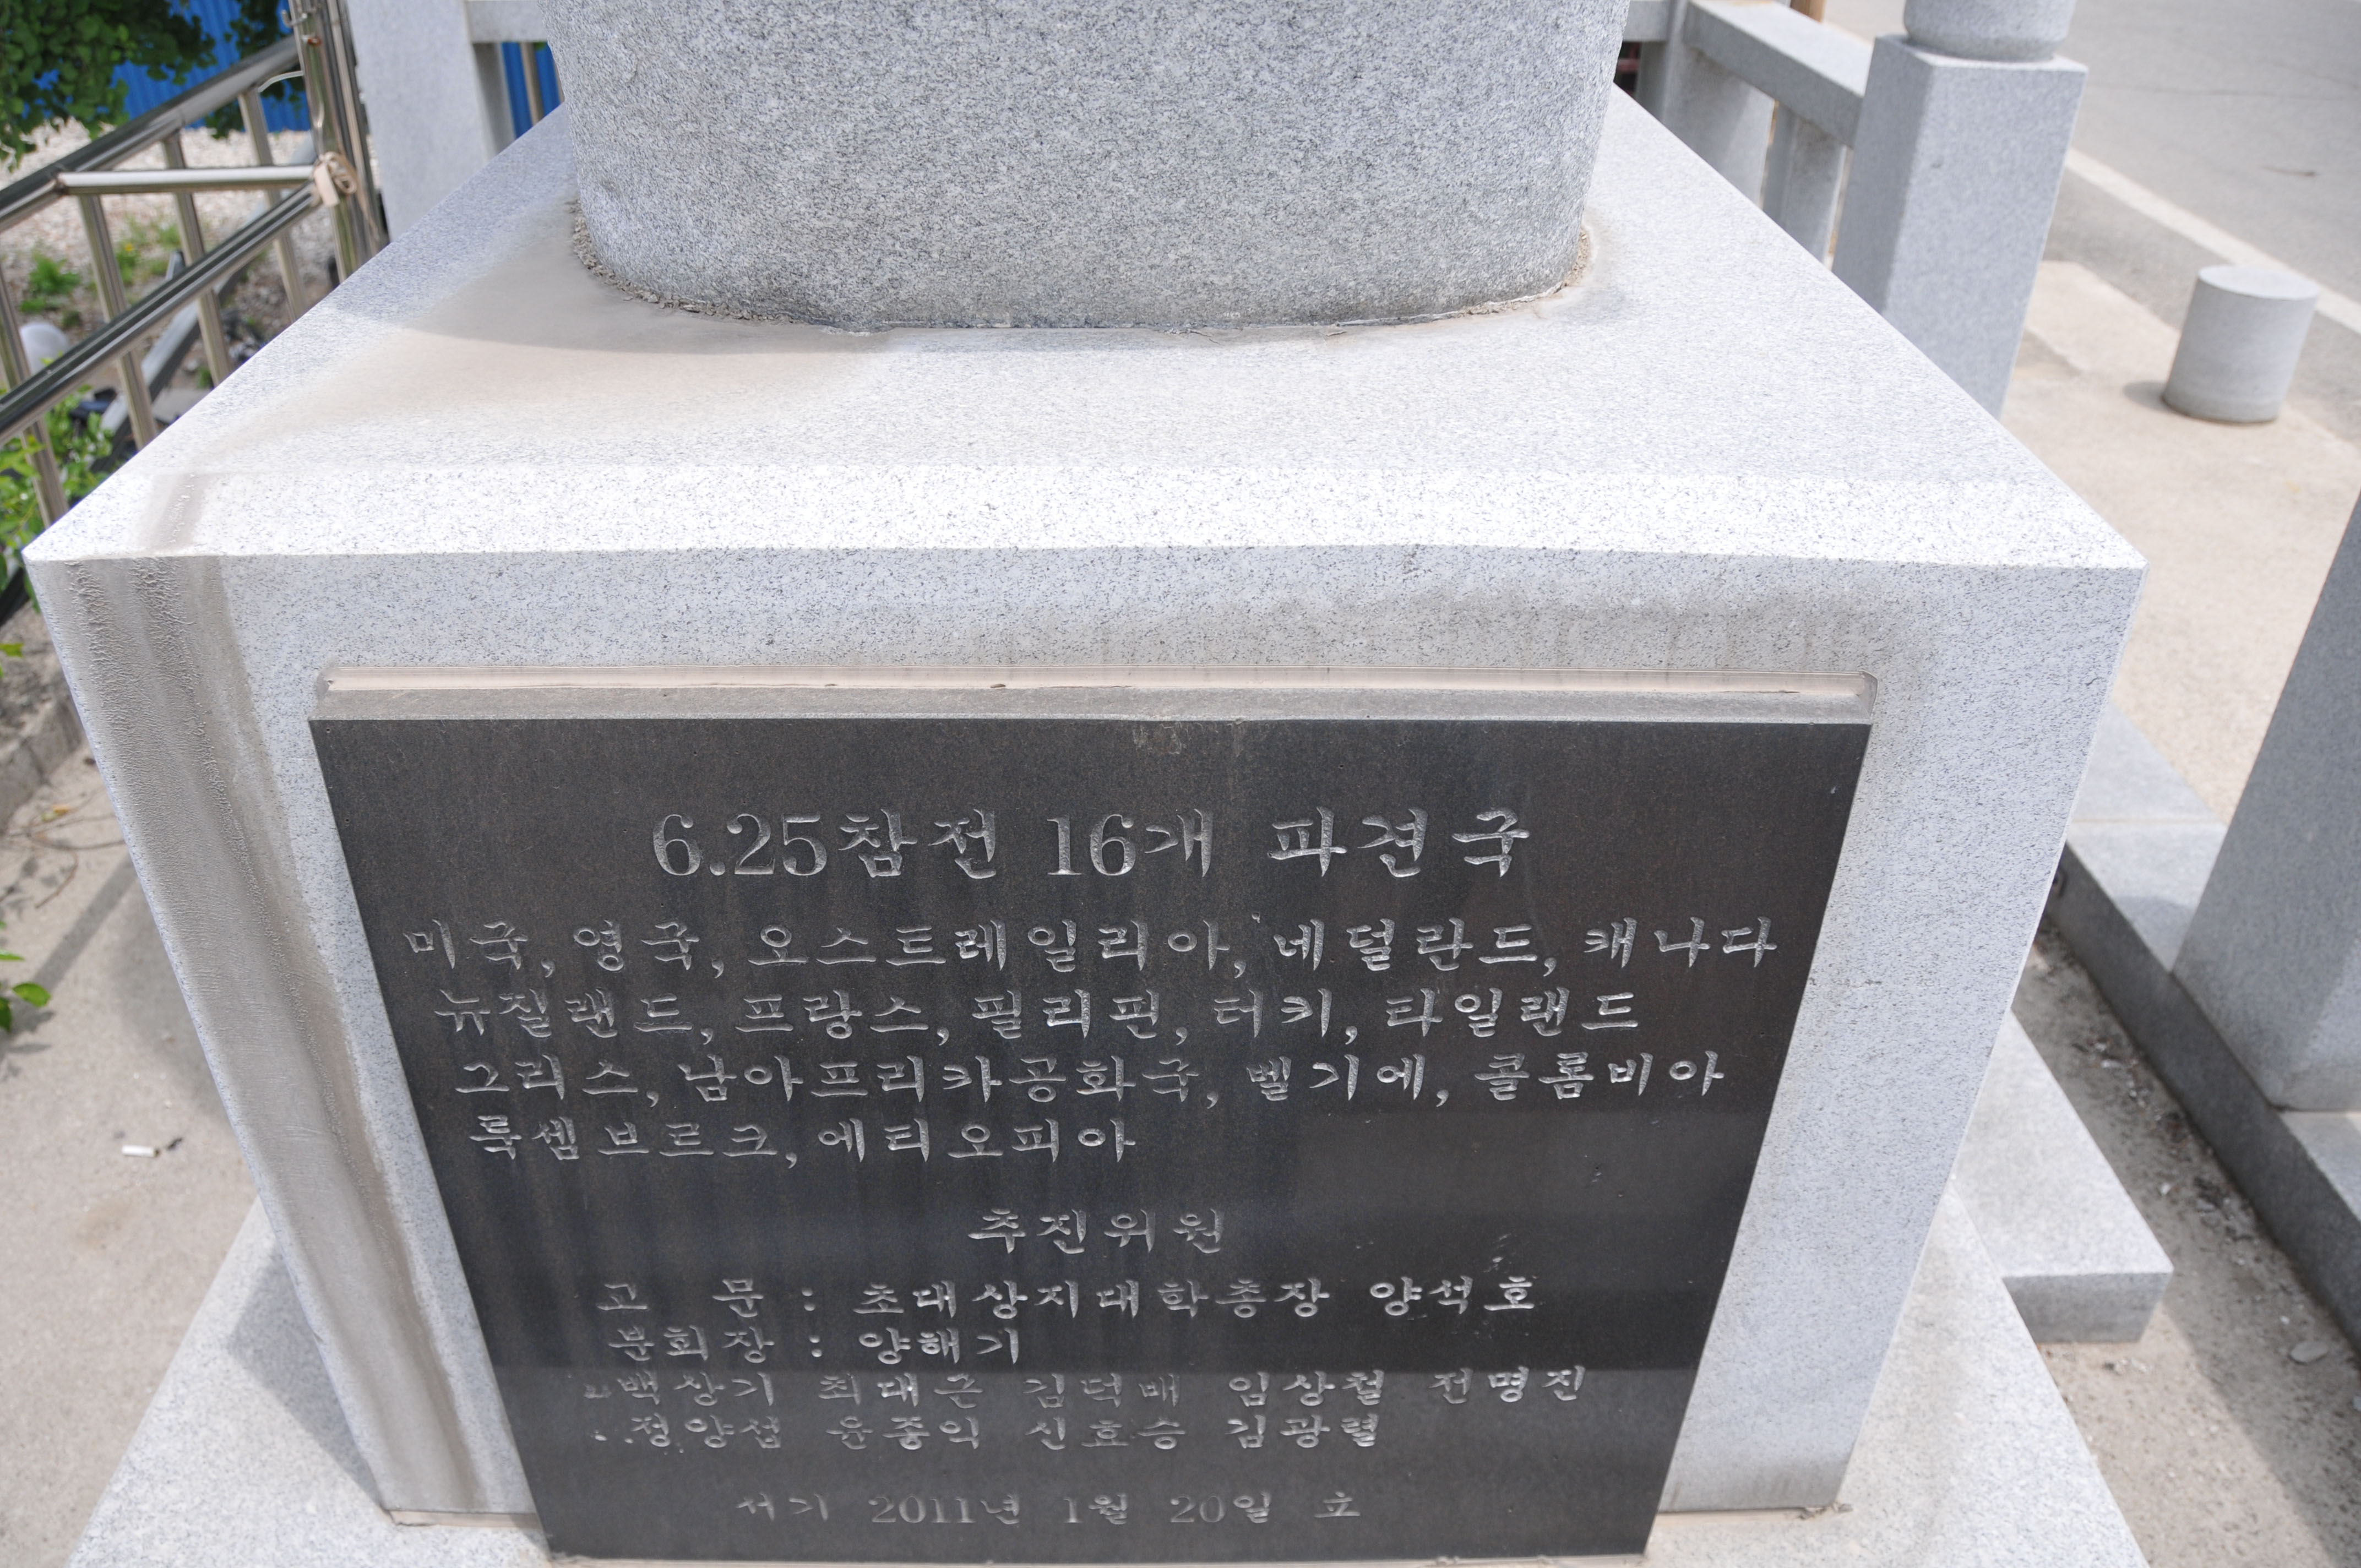 6.25참전 16개 파견국
미국, 영국, 오스트레일리아, 네덜란드, 캐나다
뉴질랜드, 프랑스, 필리핀, 터키, 타일랜드
그리스, 남아프리카공화국, 벨기에, 콜롬비아
룩셈브르크, 에티오피아
추진위원
고 문 : 초대상지대학총장 양석호
분회장 : 양해기
백상기 최대근 김덕배 임상철 전명진
정양섭 윤중익 신효승 김광렬
서기 2011년 1월 20일 立